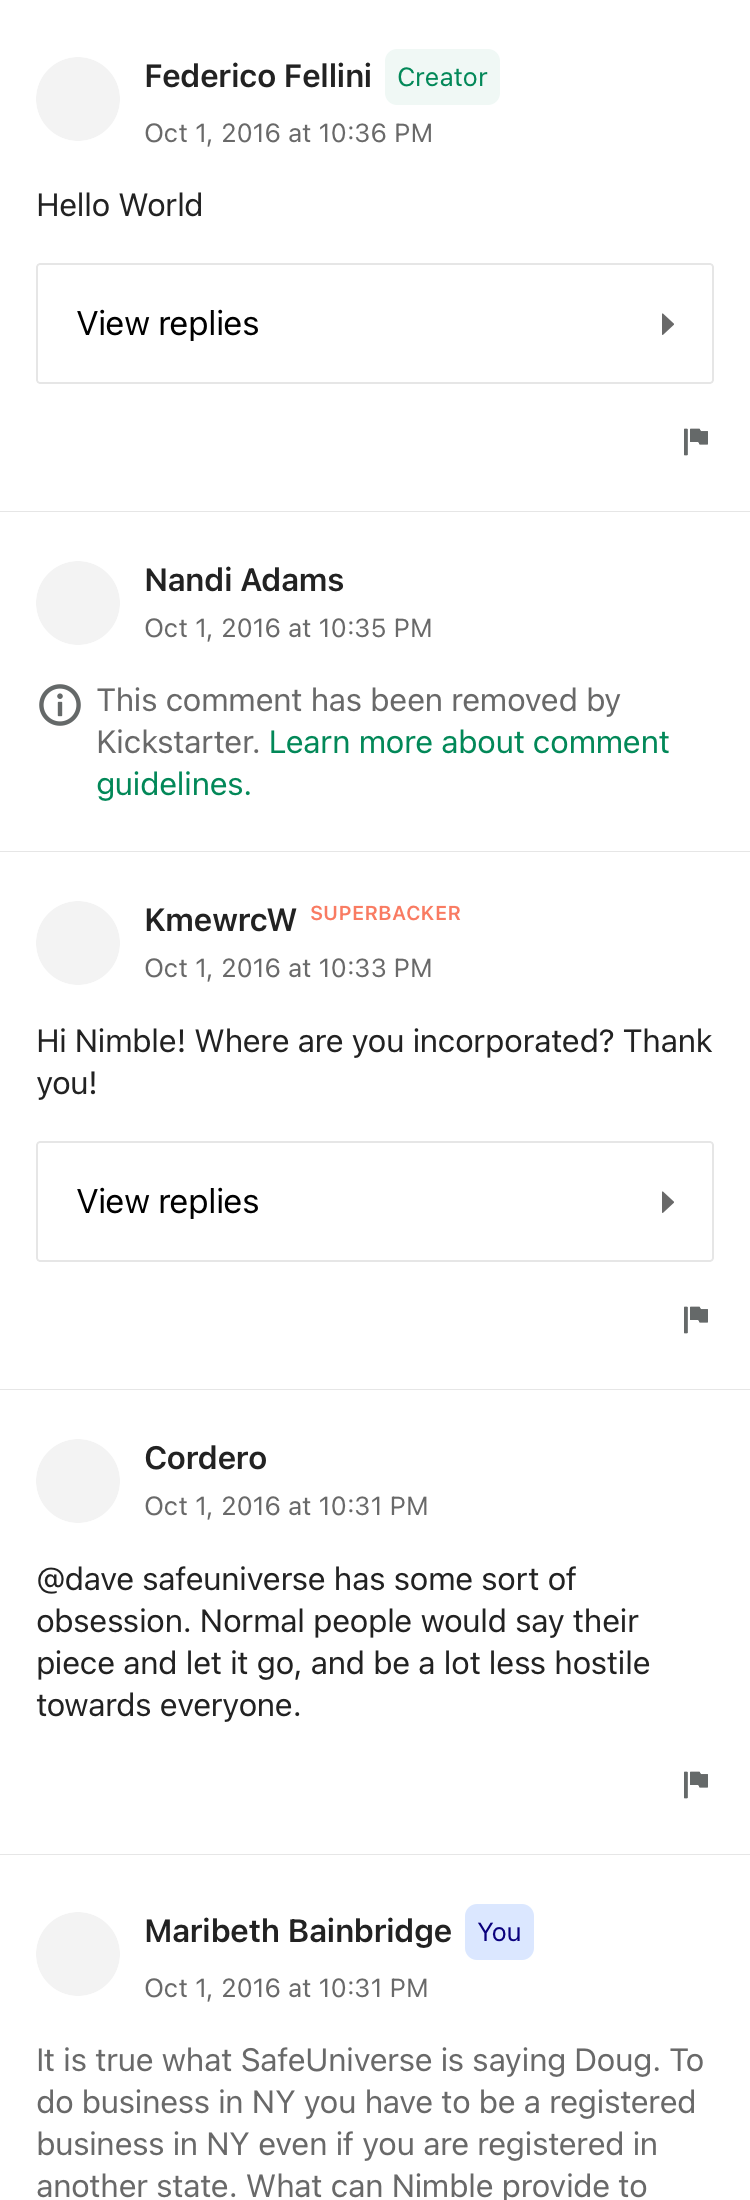 Federico Fellini Creator
Oct 1, 2016 at 10:36 PM
Hello World
View replies
Nandi Adams
Oct 1, 2016 at 10:35 PM
This comment has been removed by
Kickstarter. Learn more about comment
guidelines.
KmewrcW SUPERBACKER
Oct 1, 2016 at 10:33 PM
Hi Nimble! Where are you incorporated? Thank
you!
View replies
Cordero
Oct 1, 2016 at 10:31 PM
@dave safeuniverse has some sort of
obsession. Normal people would say their
piece and let it go, and be a lot less hostile
towards everyone.
Maribeth Bainbridge You
Oct 1, 2016 at 10:31 PM
It is true what SafeUniverse is saying Doug. To
do business in NY you have to be a registered
business in NY even if you are registered in
another state. What can Nimble provide to